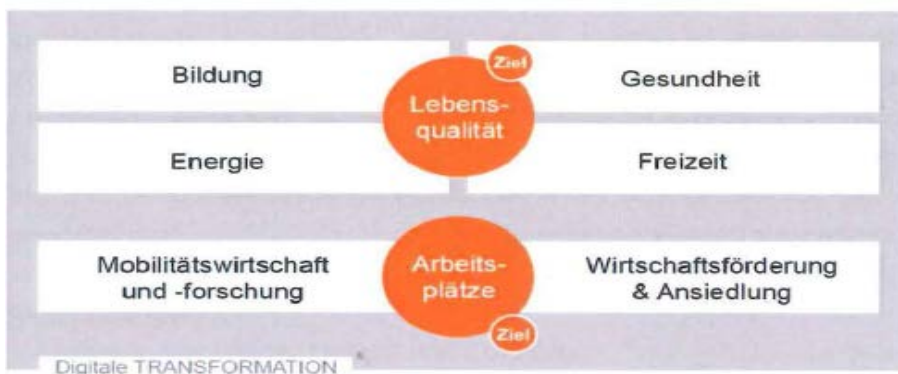 Bildung
Ziel
Gesundheit
Lebens-
qualität
Energie
Freizeit
Mobilitätswirtschaft
und -forschung
Arbeits-
plätze
Wirtschaftsförderung
& Ansiedlung
Ziel
Digitale TRANSFORMATION